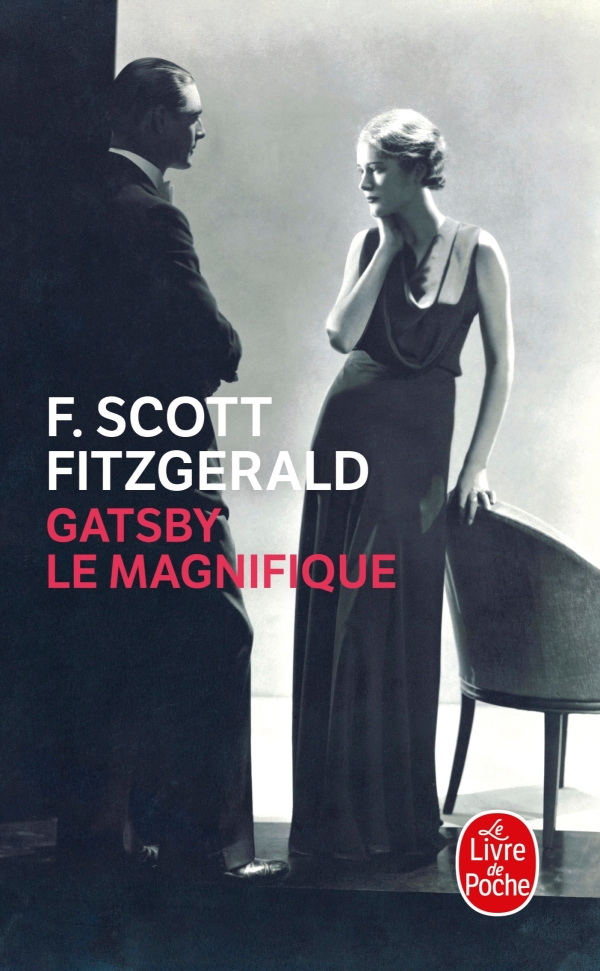 F. SCOTT
FITZGERALD
GATSBY
LE MAGNIFIQUE
Le
Livre
de
Poche